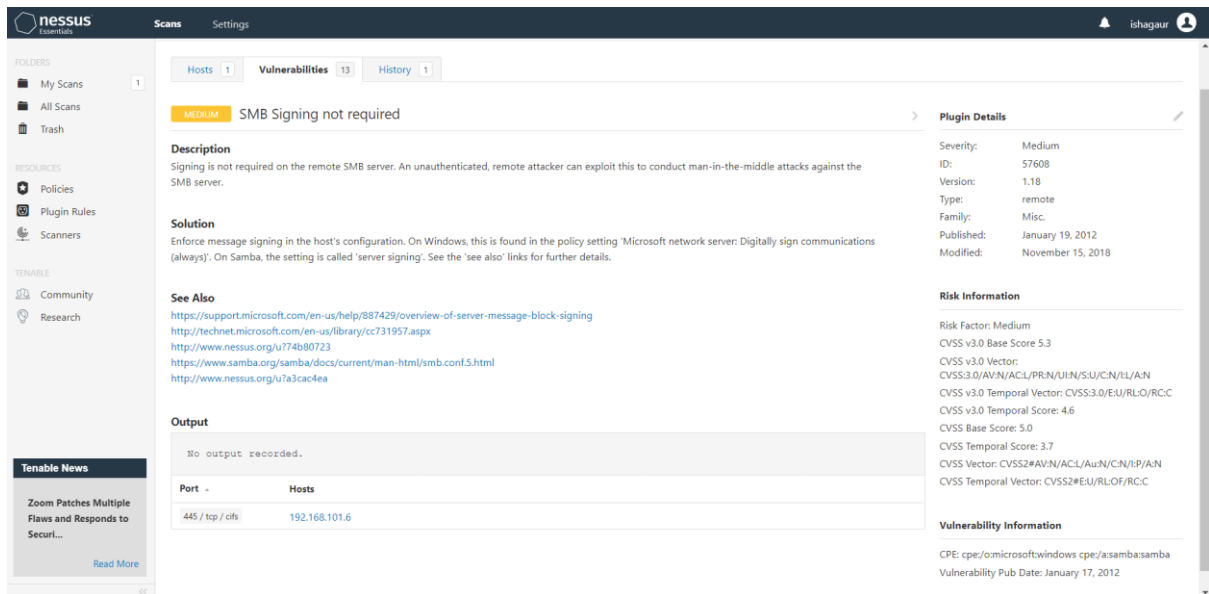 nessus
Essentials
Scans
Settings
ishagaur
FOLDERS
My Scans 1
All Scans
Trash
RESOURCES
Policies
Plugin Rules
Scanners
TENABLE
Community
Research
Tenable News
Zoom Patches Multiple
Flaws and Responds to
Securi...
Read More
Hosts 1
Vulnerabilities 13
History 1
MEDIUM SMB Signing not required
Description
Signing is not required on the remote SMB server. An unauthenticated, remote attacker can exploit this to conduct man-in-the-middle attacks against the
SMB server.
Solution
Enforce message signing in the host's configuration. On Windows, this is found in the policy setting 'Microsoft network server: Digitally sign communications
(always)'. On Samba, the setting is called 'server signing'. See the 'see also' links for further details.
See Also
https://support.microsoft.com/en-us/help/887429/overview-of-server-message-block-signing
http://technet.microsoft.com/en-us/library/cc731957.aspx
http://www.nessus.org/u?74b80723
https://www.samba.org/samba/docs/current/man-html/smb.conf.5.html
http://www.nessus.org/u?a3cac4ea
Output
No output recorded.
Port Hosts
445 / tcp / cifs 192.168.101.6
Plugin Details
Severity: Medium
ID: 57608
Version: 1.18
Type: remote
Family: Misc.
Published: January 19, 2012
Modified: November 15, 2018
Risk Information
Risk Factor: Medium
CVSS v3.0 Base Score 5.3
CVSS v3.0 Vector:
CVSS:3.0/AV:N/AC:L/PR:N/UI:N/S:U/C:N/I:L/A:N
CVSS v3.0 Temporal Vector: CVSS:3.0/E:U/RL:O/RC:C
CVSS v3.0 Temporal Score: 4.6
CVSS Base Score: 5.0
CVSS Temporal Score: 3.7
CVSS Vector: CVSS2#AV:N/AC:L/Au:N/C:N/I:P/A:N
CVSS Temporal Vector: CVSS2#E:U/RL:OF/RC:C
Vulnerability Information
CPE: cpe:/o:microsoft:windows cpe:/a:samba:samba
Vulnerability Pub Date: January 17, 2012